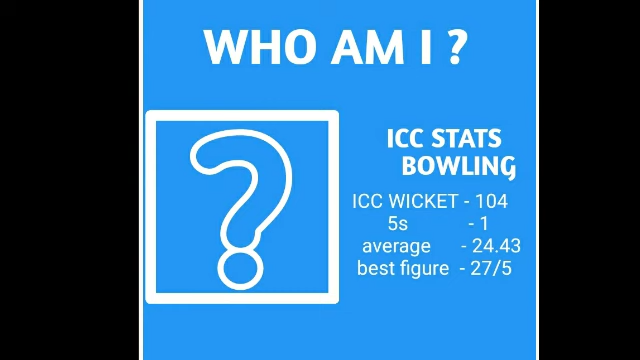 WHO AM I ?
?
ICC STATS
BOWLING
ICC WICKET - 104
5s - 1
average - 24.43
best figure - 27/5